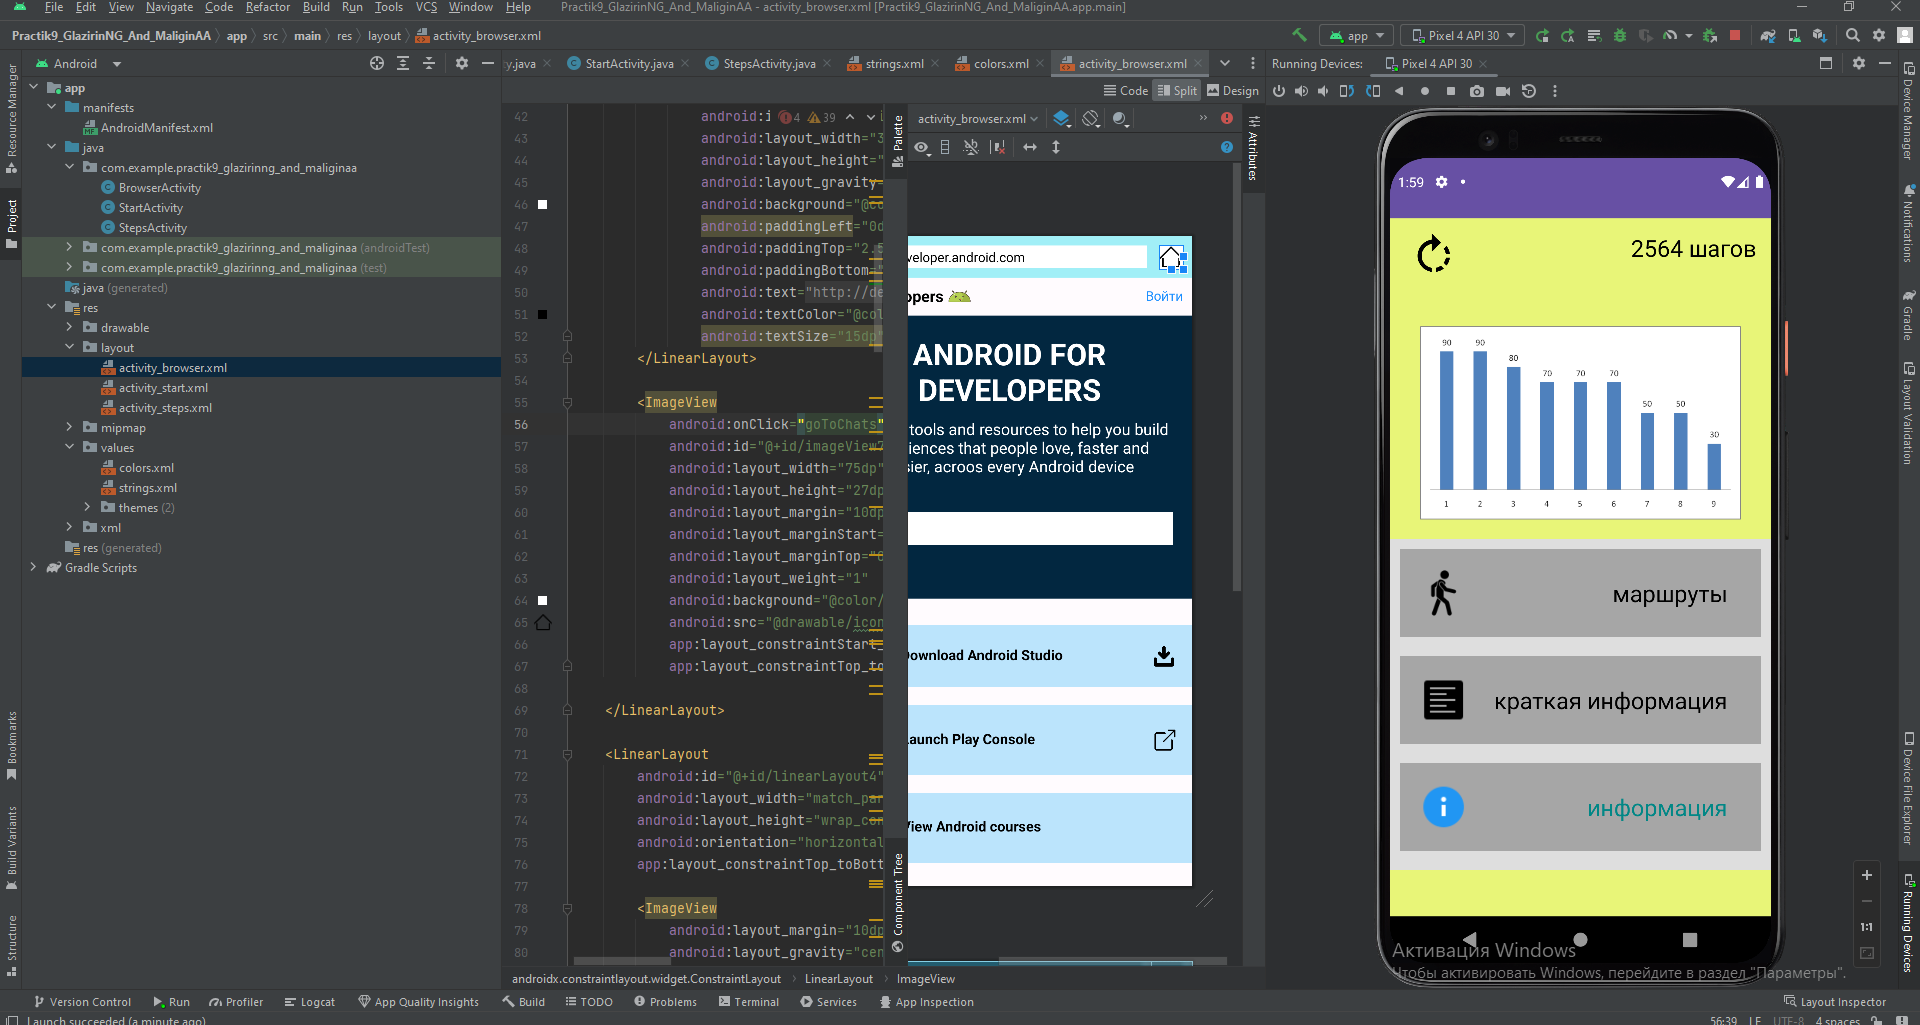 File Edit View Navigate Code Refactor Build Run Tools VCS Window Help Practik9_GlazirinNG_And_MaliginAA - activity_browser.xml [Practik9_GlazirinNG_And_MaliginAA.app.main]
Practik9_GlazirinNG_And_MaliginAA app src main res layout activity_browser.xml
app Pixel 4 API 30
Android
y.java StartActivity.java StepsActivity.java strings.xml colors.xml activity_browser.xml
Running Devices: Pixel 4 API 30
Code Split Design
Resource Manager
Project
Bookmarks
Build Variants
Structure
app
manifests
AndroidManifest.xml
java
com.example.practik9_glazirinng_and_maliginaa
BrowserActivity
StartActivity
StepsActivity
com.example.practik9_glazirinng_and_maliginaa (androidTest)
com.example.practik9_glazirinng_and_maliginaa (test)
java (generated)
res
drawable
layout
activity_browser.xml
activity_start.xml
activity_steps.xml
mipmap
values
colors.xml
strings.xml
themes (2)
xml
res (generated)
Gradle Scripts
4 39
42 android:i
43 android:layout_width="3
44 android:layout_height="
45 android:layout_gravity=
46 android:background="@co
47 android:paddingLeft="0d
48 android:paddingTop="2.5
49 android:paddingBottom="
50 android:text="http://de
51 android:textColor="@col
52 android:textSize="15dp"
53 </LinearLayout>
54
55 <ImageView
56 android:onClick="goToChats"
57 android:id="@+id/imageView7
58 android:layout_width="75dp"
59 android:layout_height="27dp
60 android:layout_margin="10dp
61 android:layout_marginStart=
62 android:layout_marginTop="0
63 android:layout_weight="1"
64 android:background="@color/
65 android:src="@drawable/icon
66 app:layout_constraintStart_
67 app:layout_constraintTop_to
68
69 </LinearLayout>
70
71 <LinearLayout
72 android:id="@+id/linearLayout4"
73 android:layout_width="match_par
74 android:layout_height="wrap_con
75 android:orientation="horizontal
76 app:layout_constraintTop_toBott
77
78 <ImageView
79 android:layout_margin="10dp
80 android:layout_gravity="cen
androidx.constraintlayout.widget.ConstraintLayout LinearLayout ImageView
Palette
Component Tree
activity_browser.xml
Attributes
veloper.android.com
opers
Войти
ANDROID FOR
DEVELOPERS
tools and resources to help you build
iences that people love, faster and
sier, acroos every Android device
ownload Android Studio
aunch Play Console
View Android courses
1:59
2564 шагов
90 90 80 70 70 70 50 50 30
1 2 3 4 5 6 7 8 9
маршруты
краткая информация
информация
Активация Windows
Чтобы активировать Windows, перейдите в раздел "Параметры".
1:1
Device Manager
Notifications
Gradle
Layout Validation
Device File Explorer
Running Devices
Version Control Run Profiler Logcat App Quality Insights Build TODO Problems Terminal Services App Inspection Layout Inspector
Launch succeeded (a minute ago) 56:39 LF UTF-8 4 spaces